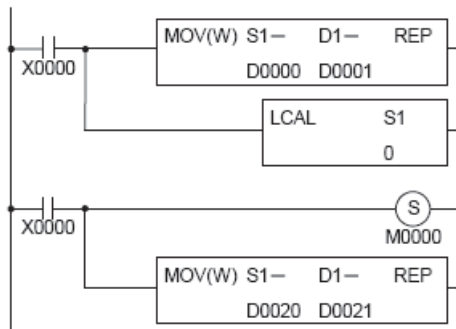 MOV(W) S1– D1– REP
X0000
D0000 D0001
LCAL S1
0
S
X0000
M0000
MOV(W) S1– D1– REP
D0020 D0021